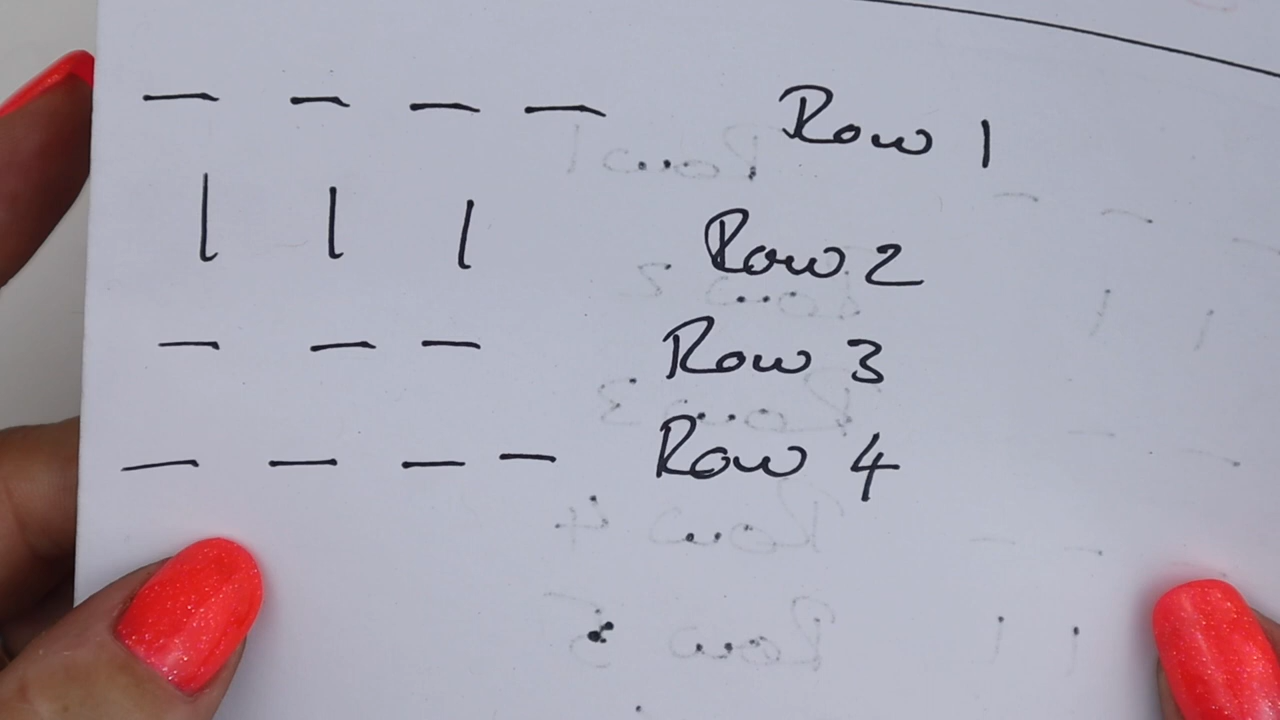 — — — — Row 1
| | | Row 2
— — — Row 3
— — — — Row 4